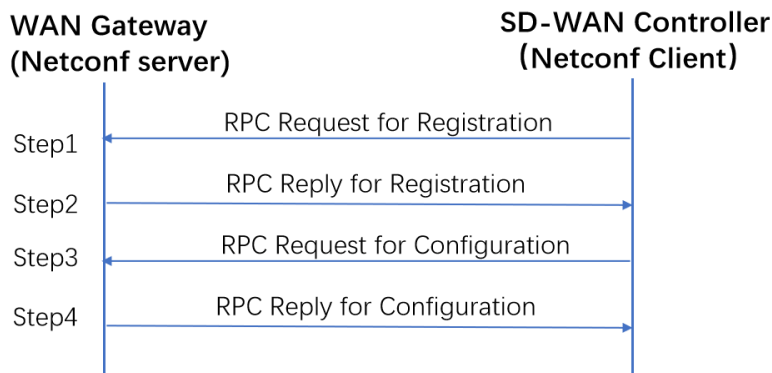 WAN Gateway
(Netconf server)
SD-WAN Controller
(Netconf Client)
RPC Request for Registration
Step1
RPC Reply for Registration
Step2
RPC Request for Configuration
Step3
RPC Reply for Configuration
Step4